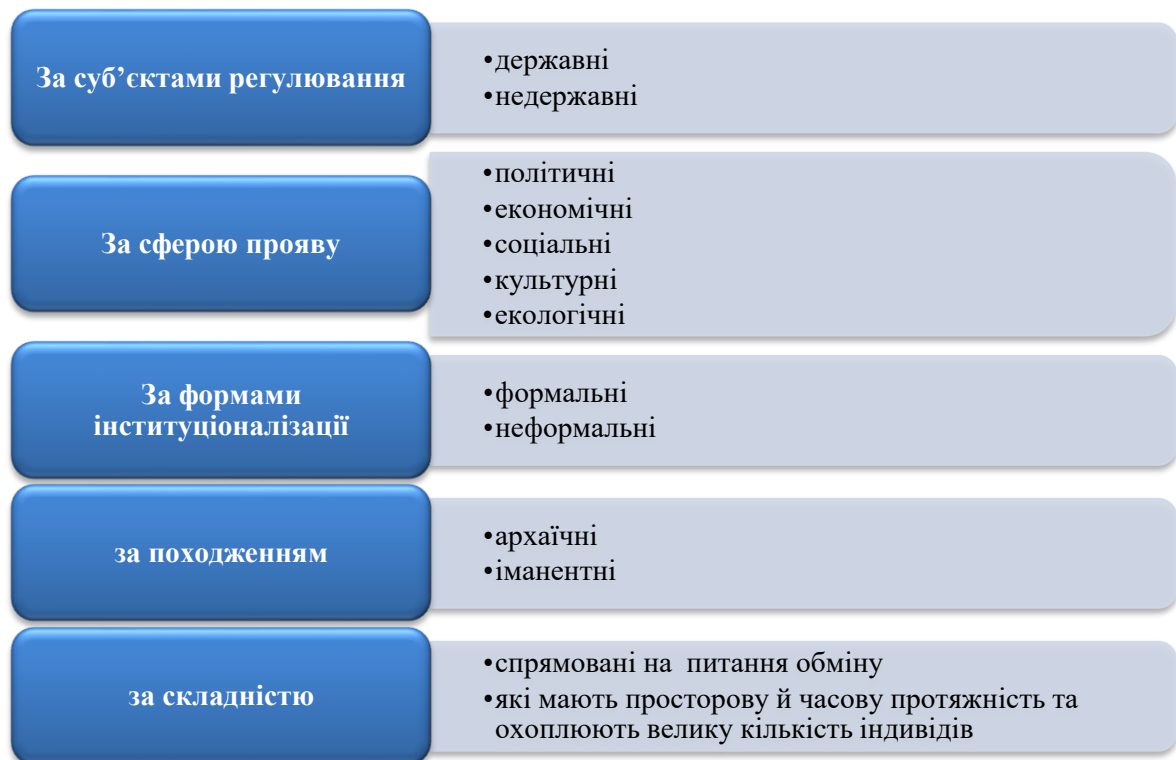 За суб’єктами регулювання
•державні
•недержавні
За сферою прояву
•політичні
•економічні
•соціальні
•культурні
•екологічні
За формами
інституціоналізації
•формальні
•неформальні
за походженням
•архаїчні
•іманентні
за складністю
•спрямовані на питання обміну
•які мають просторову й часову протяжність та
охоплюють велику кількість індивідів